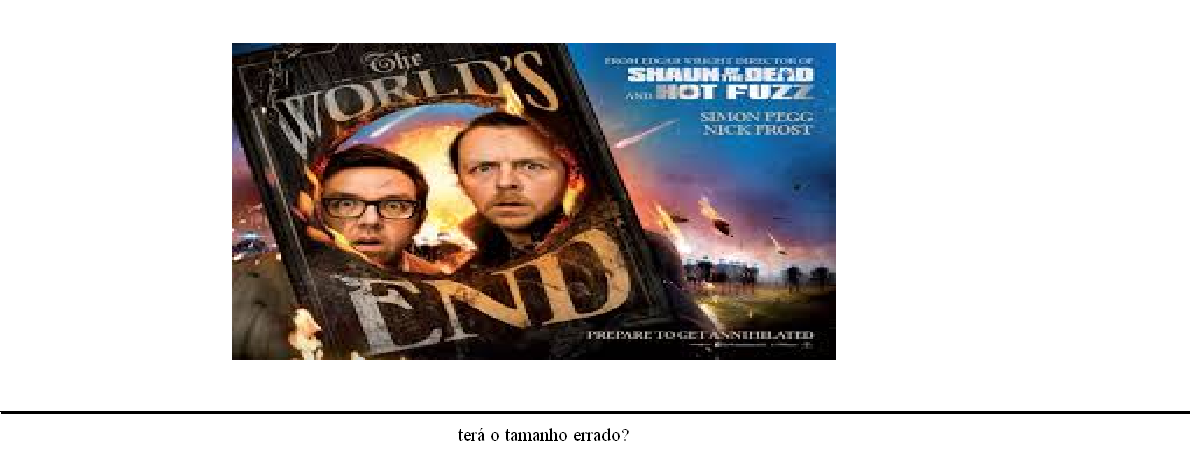 The
WORLD'S
END
FROM EDGAR WRIGHT DIRECTOR OF
SHAUN OF THE DEAD
AND HOT FUZZ
SIMON PEGG
NICK FROST
PREPARE TO GET ANNIHILATED
terá o tamanho errado?